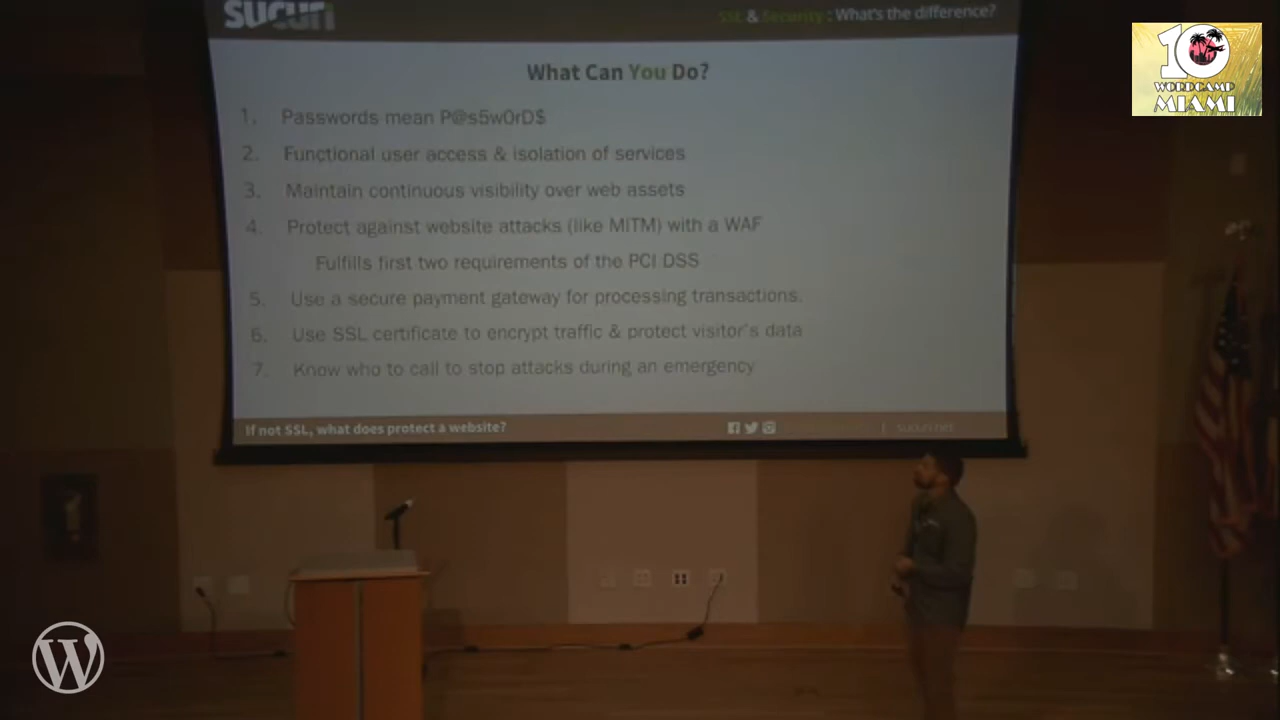 sucuri
SSL & Security : What's the difference?
10
WORDCAMP
MIAMI
What Can You Do?
1. Passwords mean P@s5w0rD$
2. Functional user access & isolation of services
3. Maintain continuous visibility over web assets
4. Protect against website attacks (like MITM) with a WAF
Fulfills first two requirements of the PCI DSS
5. Use a secure payment gateway for processing transactions.
6. Use SSL certificate to encrypt traffic & protect visitor's data
7. Know who to call to stop attacks during an emergency
If not SSL, what does protect a website?
| sucuri.net